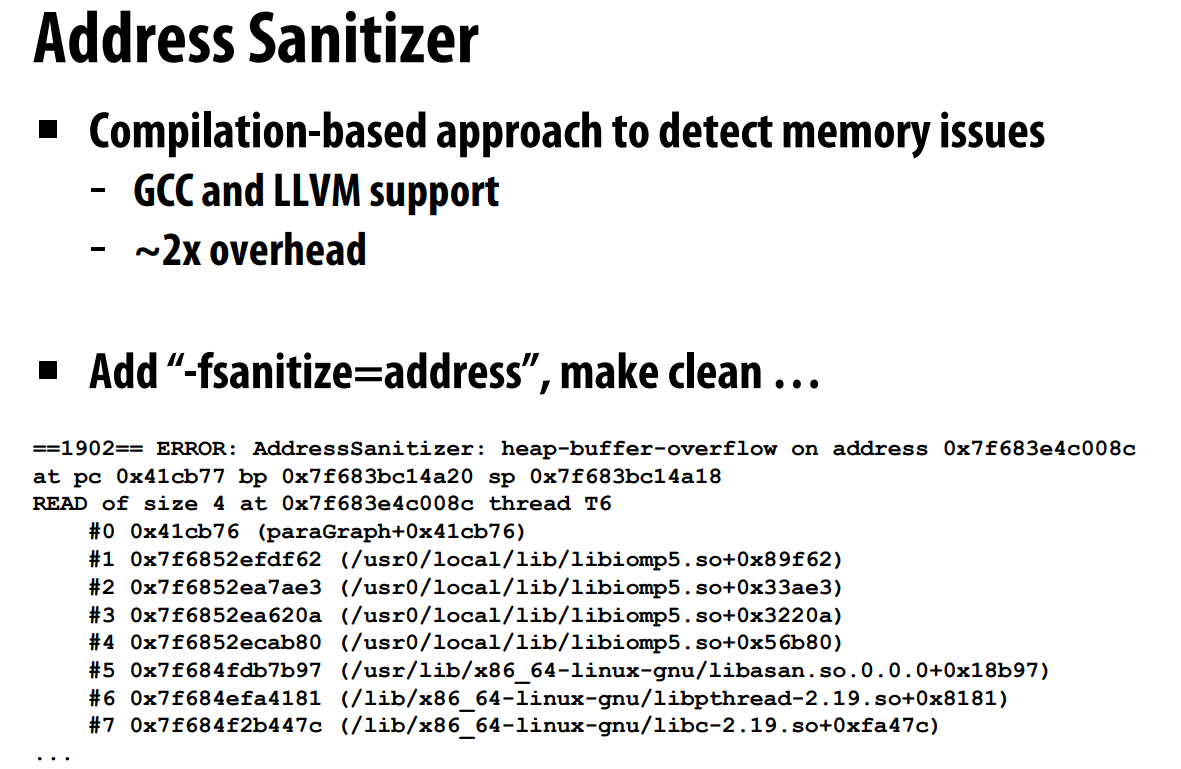 Address Sanitizer
■ Compilation-based approach to detect memory issues
- GCC and LLVM support
- ~2x overhead
■ Add “-fsanitize=address”, make clean …
==1902== ERROR: AddressSanitizer: heap-buffer-overflow on address 0x7f683e4c008c
at pc 0x41cb77 bp 0x7f683bc14a20 sp 0x7f683bc14a18
READ of size 4 at 0x7f683e4c008c thread T6
#0 0x41cb76 (paraGraph+0x41cb76)
#1 0x7f6852efdf62 (/usr0/local/lib/libiomp5.so+0x89f62)
#2 0x7f6852ea7ae3 (/usr0/local/lib/libiomp5.so+0x33ae3)
#3 0x7f6852ea620a (/usr0/local/lib/libiomp5.so+0x3220a)
#4 0x7f6852ecab80 (/usr0/local/lib/libiomp5.so+0x56b80)
#5 0x7f684fdb7b97 (/usr/lib/x86_64-linux-gnu/libasan.so.0.0.0+0x18b97)
#6 0x7f684efa4181 (/lib/x86_64-linux-gnu/libpthread-2.19.so+0x8181)
#7 0x7f684f2b447c (/lib/x86_64-linux-gnu/libc-2.19.so+0xfa47c)
...